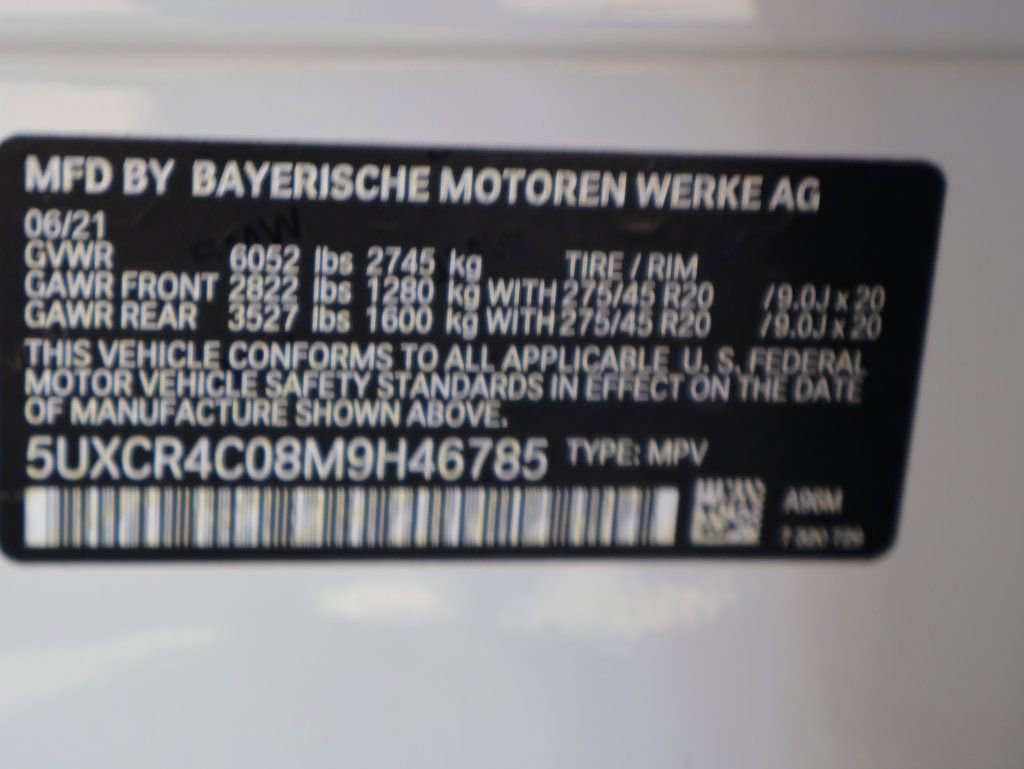 MFD BY BAYERISCHE MOTOREN WERKE AG
06/21
GVWR 6052 lbs 2745 kg TIRE / RIM
GAWR FRONT 2822 lbs 1280 kg WITH 275/45 R20 /9.0J x 20
GAWR REAR 3527 lbs 1600 kg WITH 275/45 R20 /9.0J x 20
THIS VEHICLE CONFORMS TO ALL APPLICABLE U. S. FEDERAL
MOTOR VEHICLE SAFETY STANDARDS IN EFFECT ON THE DATE
OF MANUFACTURE SHOWN ABOVE.
5UXCR4C08M9H46785 TYPE: MPV